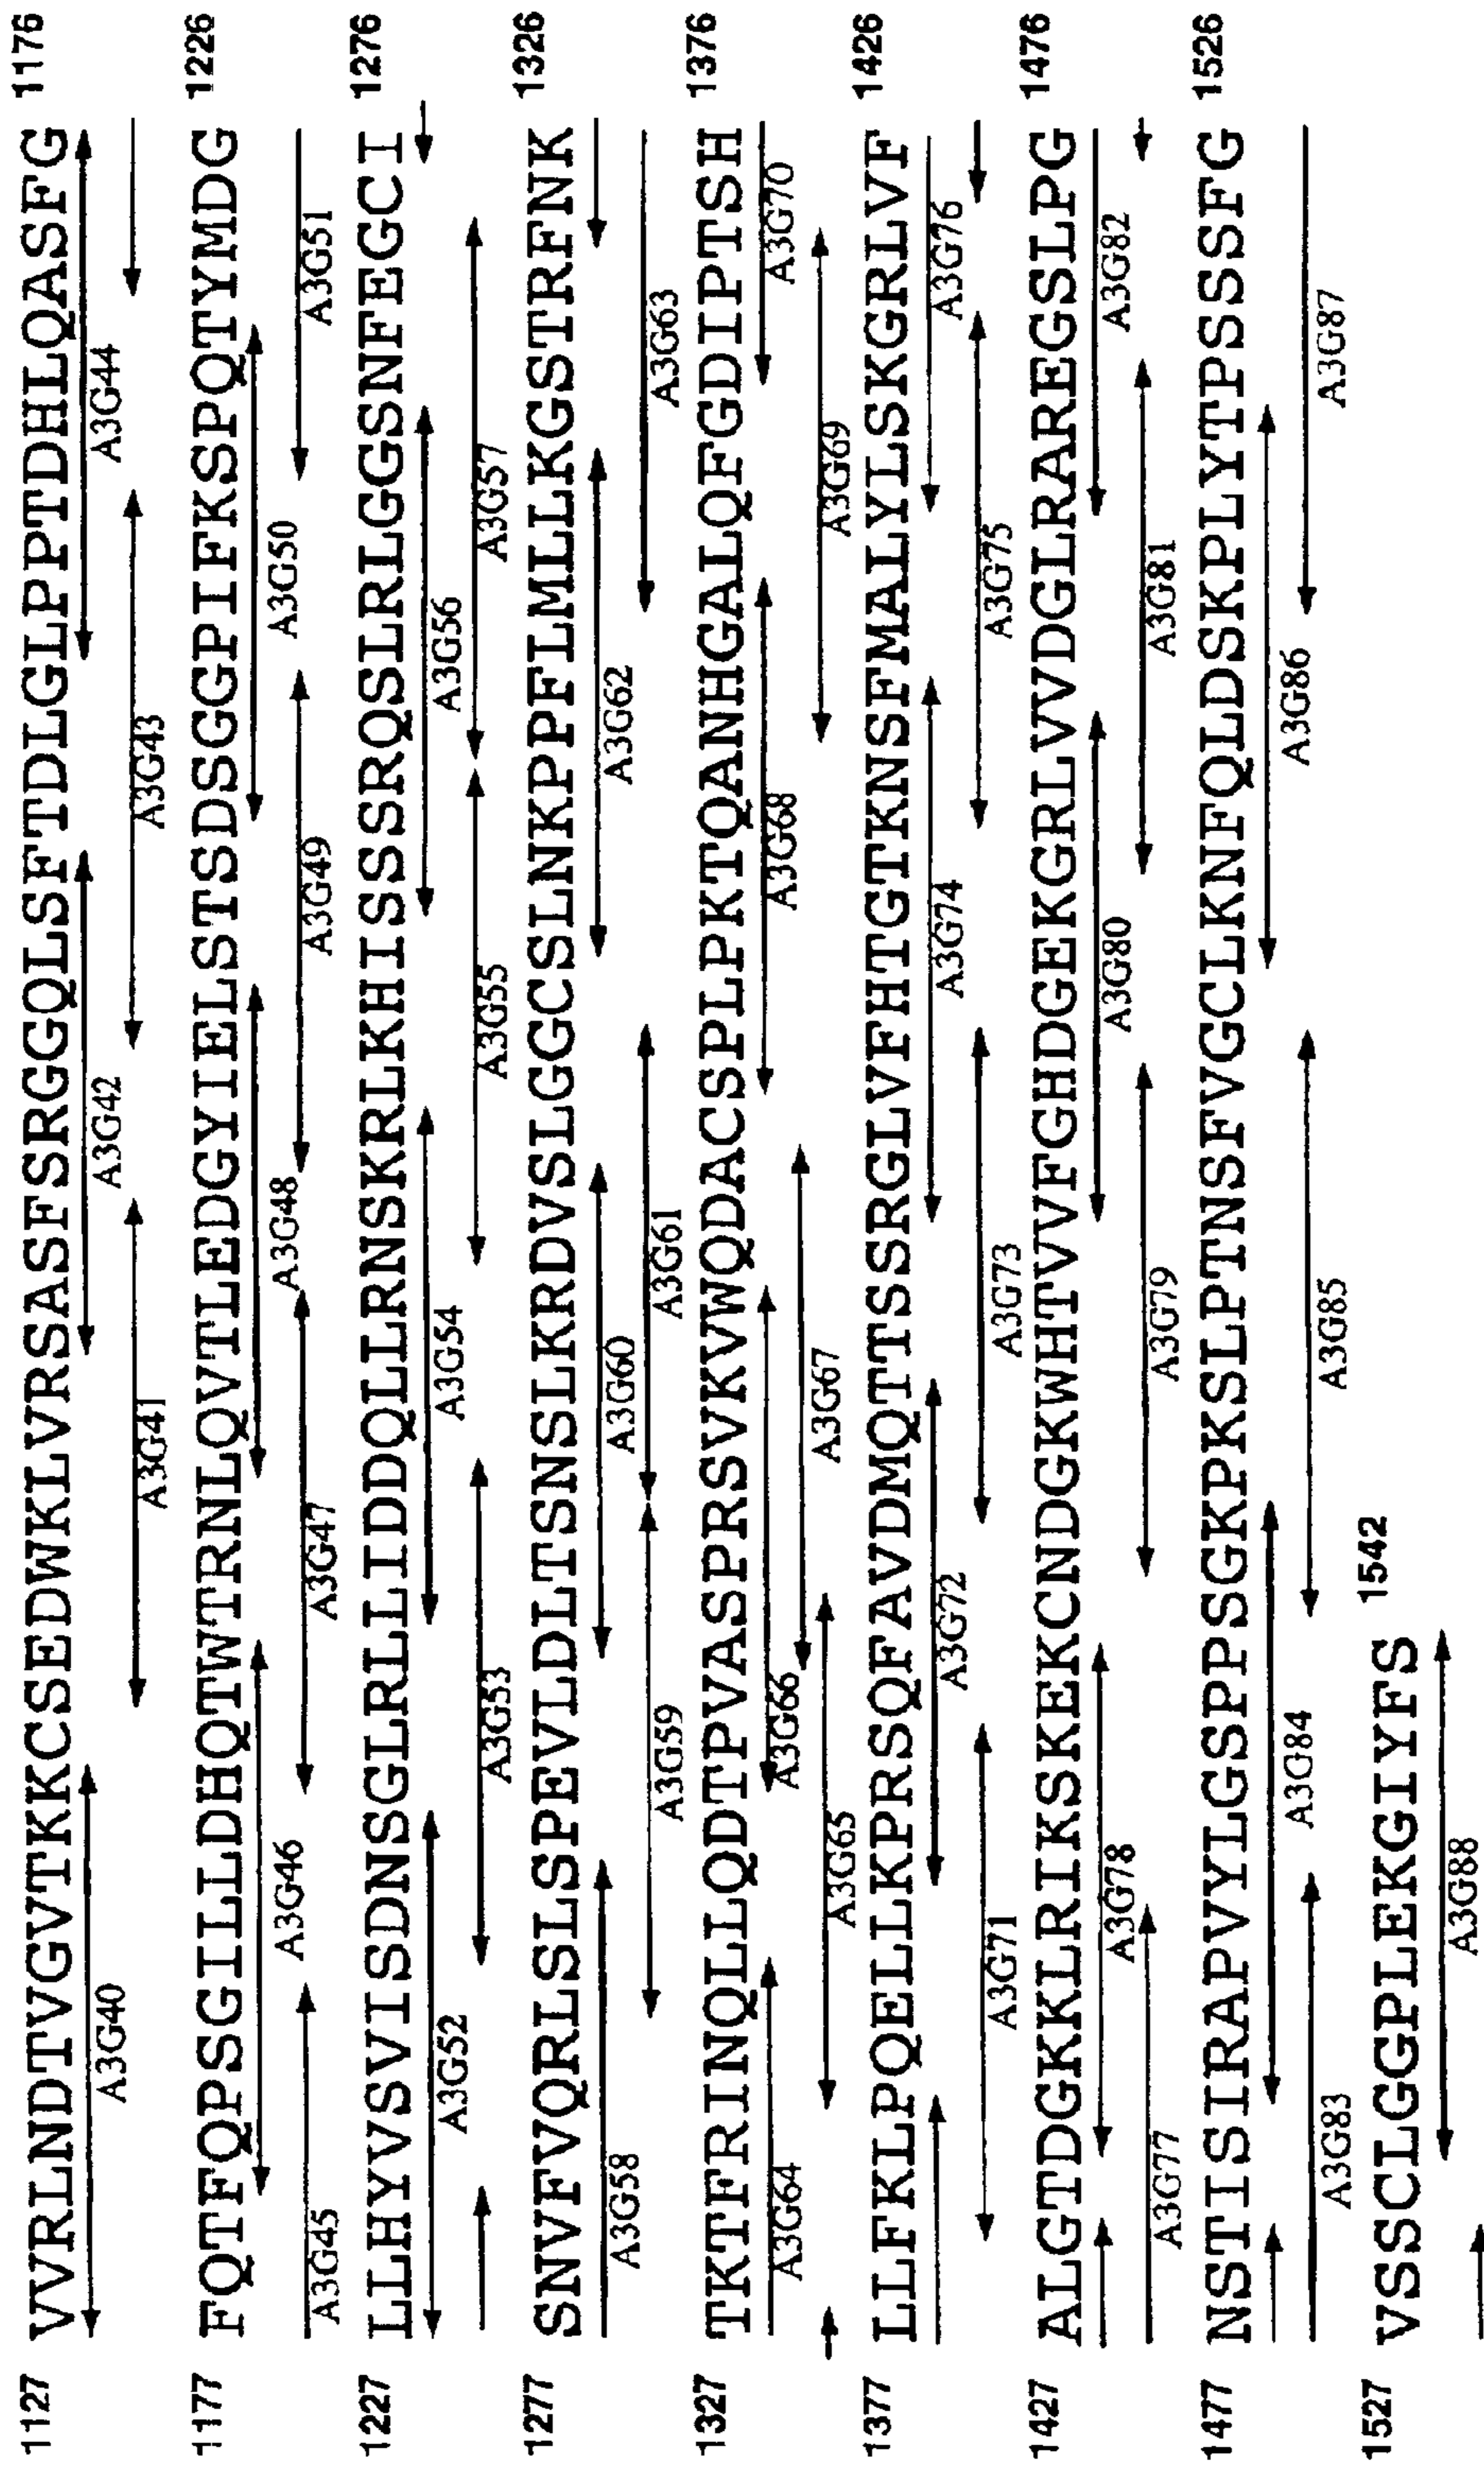 1127 VVRLNDTVGVTKKCSEDWKLVRSASFSRGGQLSFTDLGLPPTDHLQASFG 1176
A3G40 A3G42 A3G44
A3G41 A3G43
1177 FQTFQPSGILLDHQTWTRNLQVTLEDGYIELSTSDSGGPIFKSPQTYMDG 1226
A3G46 A3G48 A3G50
A3G45 A3G47 A3G49 A3G51
1227 LLHYVSVISDNSGLRLLIDDQLLRNSKRLKHISSSRQSLRLGGSNFEGCI 1276
A3G52 A3G54 A3G56
A3G53 A3G55 A3G57
1277 SNVFVQRLSLSPEVLDLTSNSLKRDVSLGGCSLNKPPFLMLLKGSTRFNK 1326
A3G58 A3G60 A3G62
A3G59 A3G61 A3G63
1327 TKTFRINQLLQDTPVASPRSVKVWQDACSPLPKTQANHGALQFGDIPTSH 1376
A3G64 A3G66 A3G68 A3G70
A3G65 A3G67 A3G69
1377 LLFKLPQELLKPRSQFAVDMQTTSSRGLVFHTGTKNSFMALYLSKGRLVF 1426
A3G72 A3G74 A3G76
A3G71 A3G73 A3G75
1427 ALGTDGKKLRIKSKEKCNDGKWHTVVFGHDGEKGRLVVDGLRAREGSLPG 1476
A3G78 A3G80 A3G82
A3G77 A3G79 A3G81
1477 NSTISIRAPVYLGSPPSGKPKSLPTNSFVGCLKNFQLDSKPLYTPSSSFG 1526
A3G84 A3G86
A3G83 A3G85 A3G87
1527 VSSCLGGPLEKGIYFS 1542
A3G88